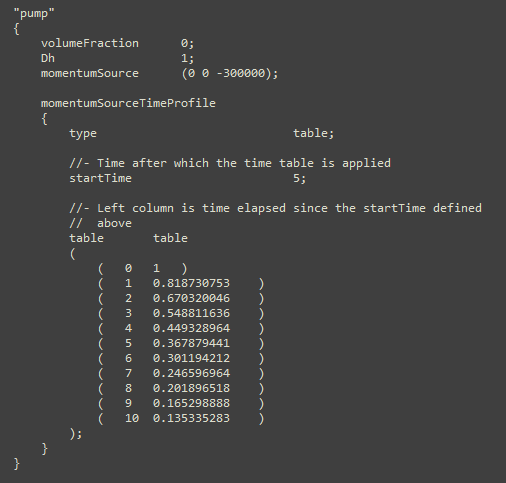 "pump"
{
    volumeFraction      0;
    Dh                  1;
    momentumSource      (0 0 -300000);

    momentumSourceTimeProfile
    {
        type                            table;

        //- Time after which the time table is applied
        startTime                       5;

        //- Left column is time elapsed since the startTime defined
        //  above
        table       table
        (
            (   0   1   )
            (   1   0.818730753    )
            (   2   0.670320046    )
            (   3   0.548811636    )
            (   4   0.449328964    )
            (   5   0.367879441    )
            (   6   0.301194212    )
            (   7   0.246596964    )
            (   8   0.201896518    )
            (   9   0.165298888    )
            (   10  0.135335283    )
        );
    }
}